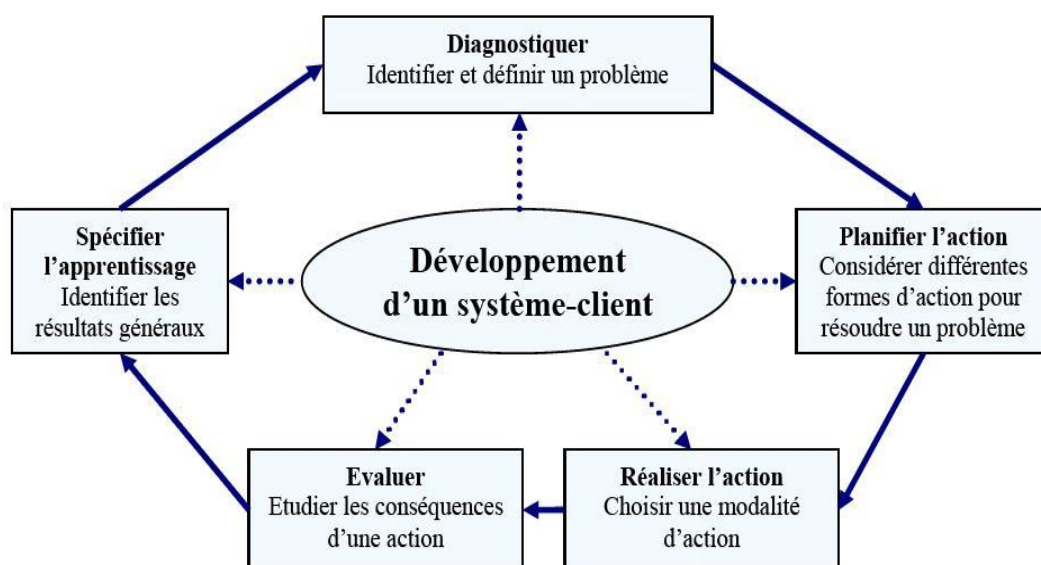 Diagnostiquer
Identifier et définir un problème
Spécifier
l’apprentissage
Identifier les
résultats généraux
Développement
d’un système-client
Planifier l’action
Considérer différentes
formes d’action pour
résoudre un problème
Evaluer
Etudier les conséquences
d’une action
Réaliser l’action
Choisir une modalité
d’action